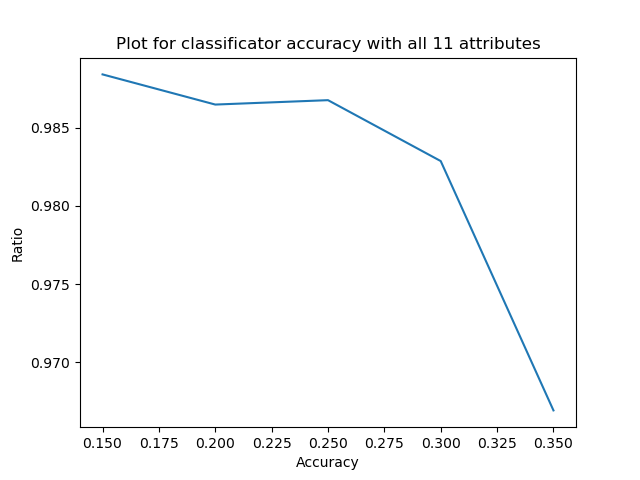 Plot for classificator accuracy with all 11 attributes
0.985
0.980
0.975
0.970
Ratio
0.150 0.175 0.200 0.225 0.250 0.275 0.300 0.325 0.350
Accuracy